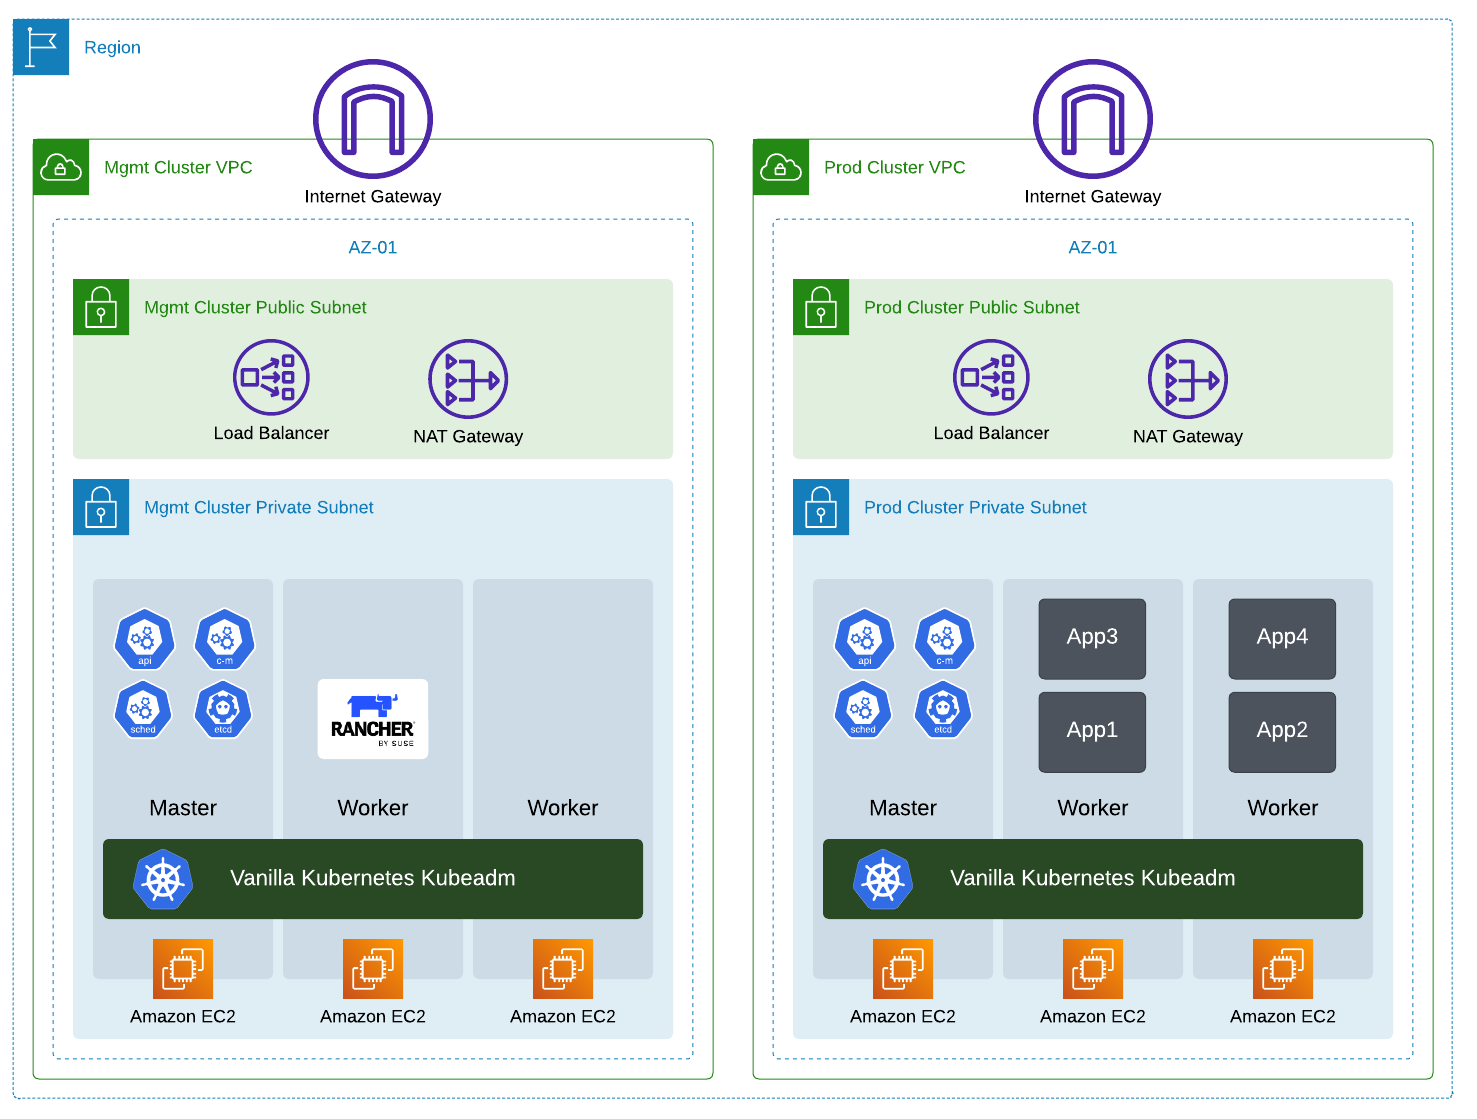 Region
Mgmt Cluster VPC
Internet Gateway
AZ-01
Mgmt Cluster Public Subnet
Load Balancer
NAT Gateway
Mgmt Cluster Private Subnet
api
c-m
sched
etcd
RANCHER
BY SUSE
Master
Worker
Worker
Vanilla Kubernetes Kubeadm
Amazon EC2
Amazon EC2
Amazon EC2
Prod Cluster VPC
Internet Gateway
AZ-01
Prod Cluster Public Subnet
Load Balancer
NAT Gateway
Prod Cluster Private Subnet
api
c-m
sched
etcd
App3
App4
App1
App2
Master
Worker
Worker
Vanilla Kubernetes Kubeadm
Amazon EC2
Amazon EC2
Amazon EC2